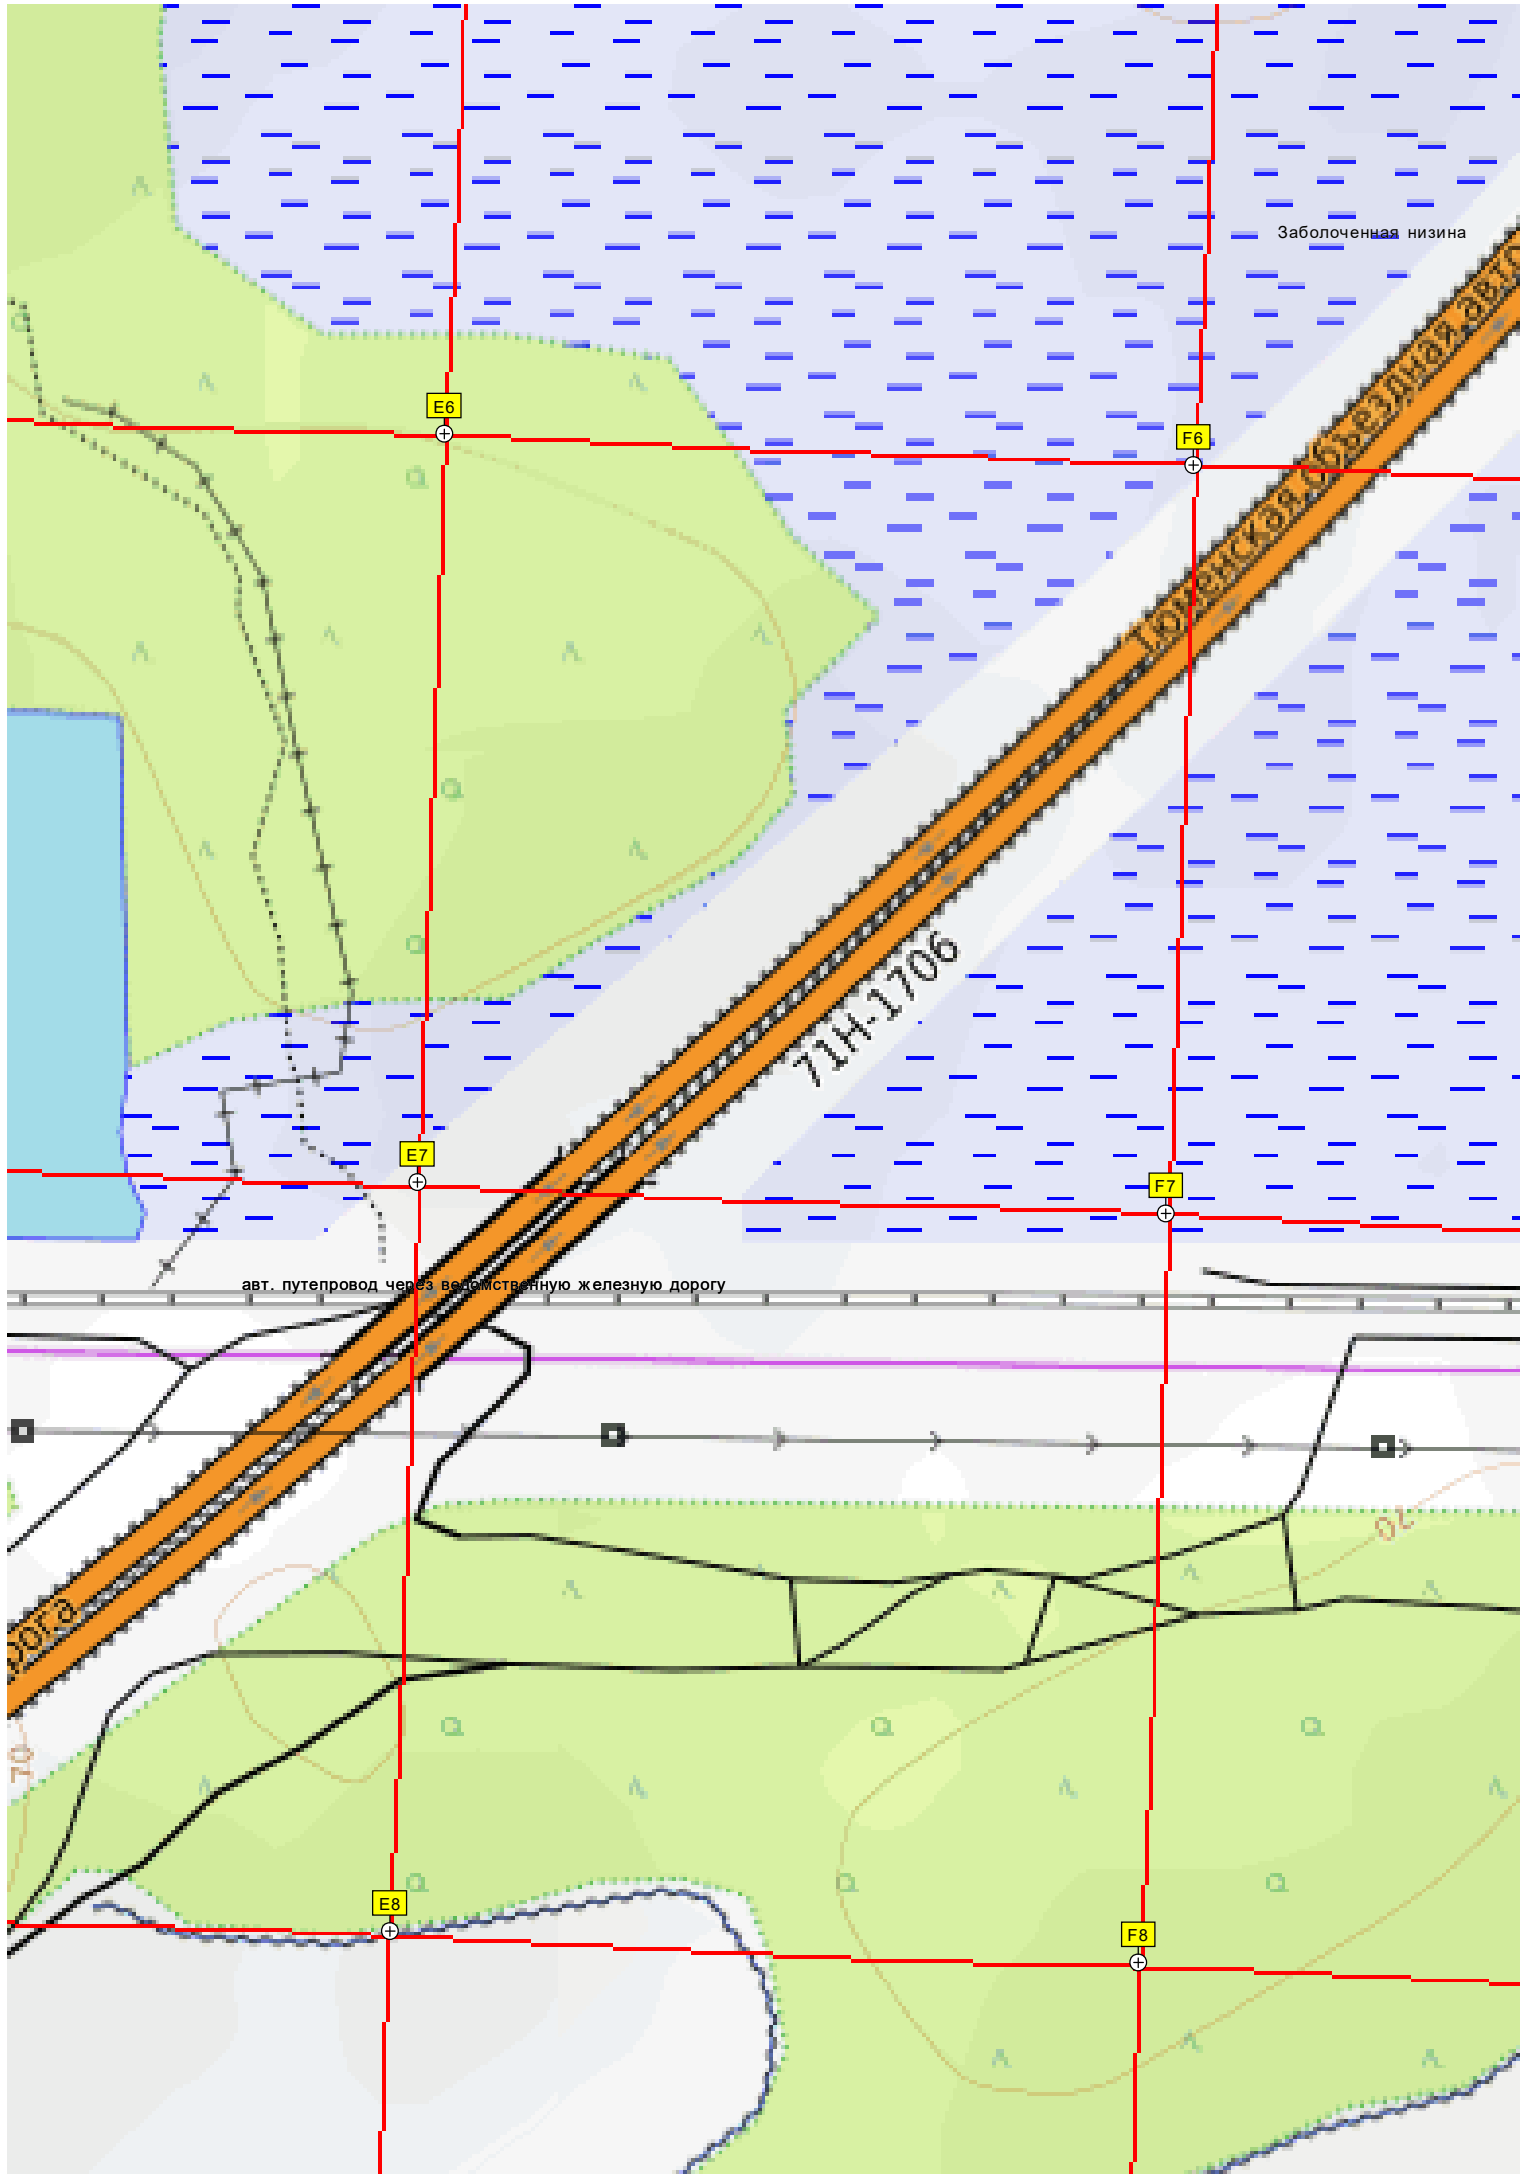 Заболоченная низина
E6
F6
Тюменская объездная авто
71Н-1706
E7
F7
авт. путепровод через ведомственную железную дорогу
70
рога
70
E8
F8